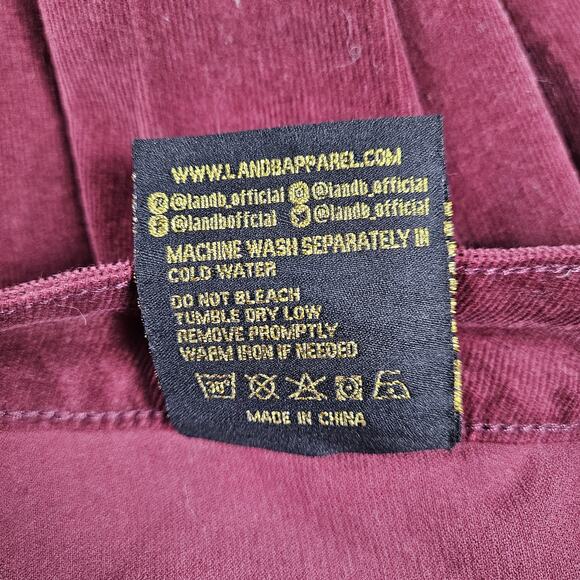 WWW.LANDBAPPAREL.COM
@landb_official @landb_official
@landboffcial @landb_official
MACHINE WASH SEPARATELY IN
COLD WATER
DO NOT BLEACH
TUMBLE DRY LOW
REMOVE PROMPTLY
WARM IRON IF NEEDED
30°
MADE IN CHINA